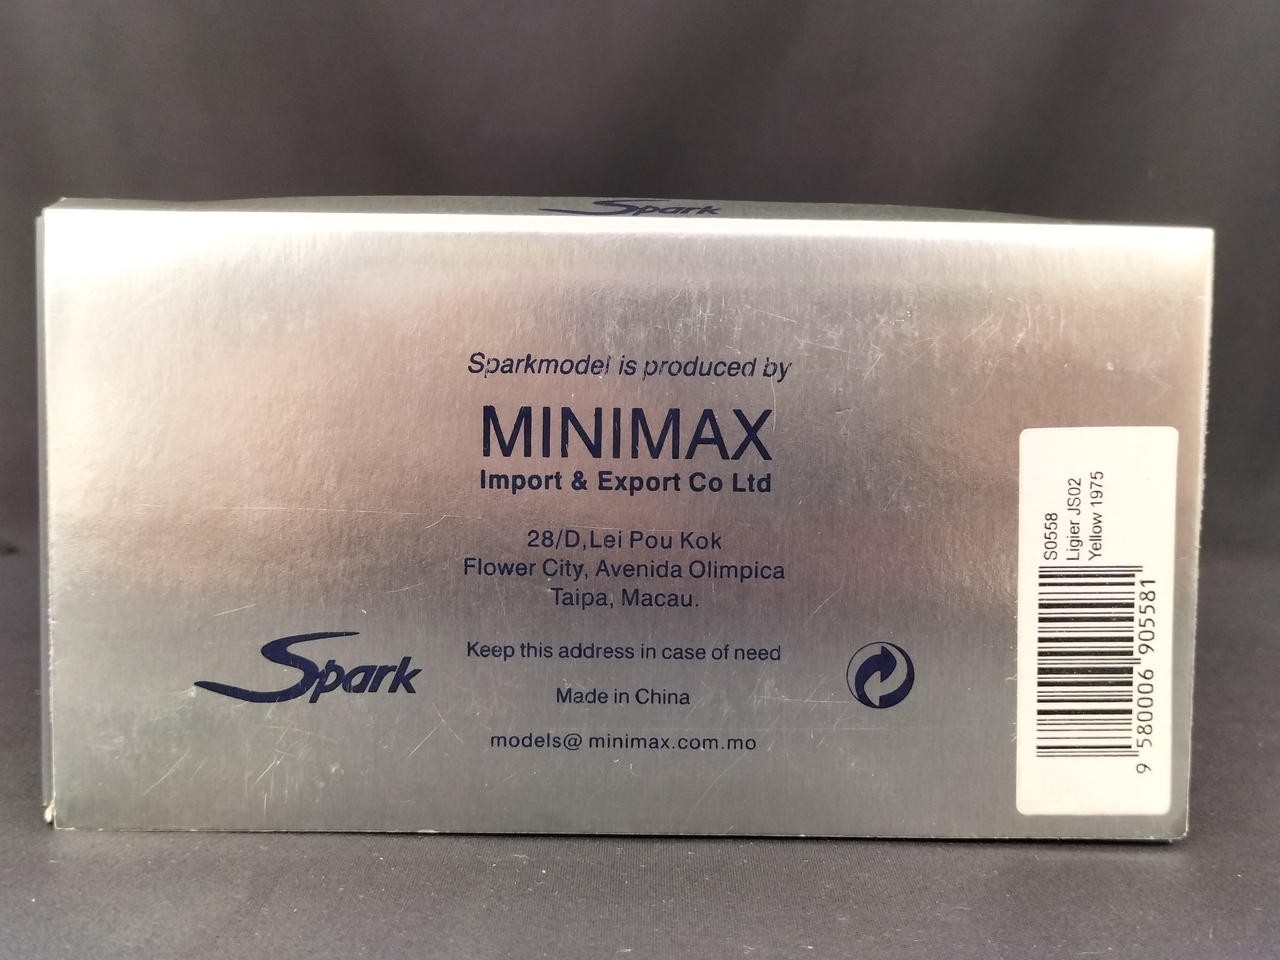 Spark
Sparkmodel is produced by
MINIMAX
Import & Export Co Ltd
28/D,Lei Pou Kok
Flower City, Avenida Olimpica
Taipa, Macau.
Keep this address in case of need
Spark
Made in China
models@ minimax.com.mo
S0558
Ligier JS02
Yellow 1975
9 580006 905581